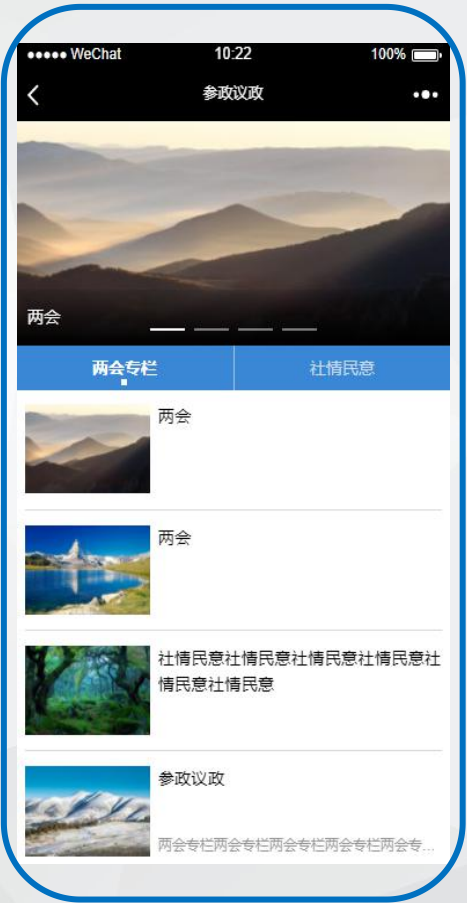 ●●●●● WeChat 10:22 100%
参政议政
两会
两会专栏 社情民意
两会
两会
社情民意社情民意社情民意社情民意社
情民意社情民意
参政议政
两会专栏两会专栏两会专栏两会专栏两会专...